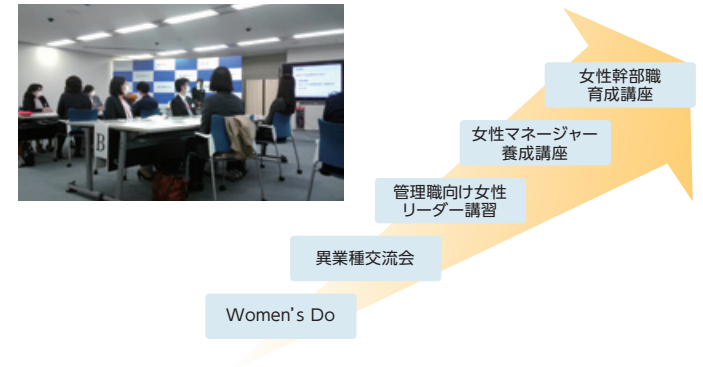 B
女性幹部職
育成講座
女性マネージャー
養成講座
管理職向け女性
リーダー講習
異業種交流会
Women's Do